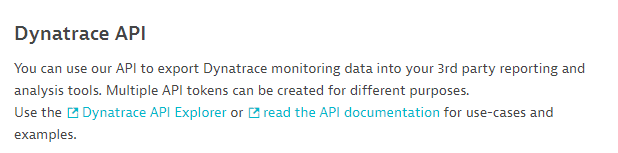 Dynatrace API
You can use our API to export Dynatrace monitoring data into your 3rd party reporting and
analysis tools. Multiple API tokens can be created for different purposes.
Use the Dynatrace API Explorer or read the API documentation for use-cases and
examples.